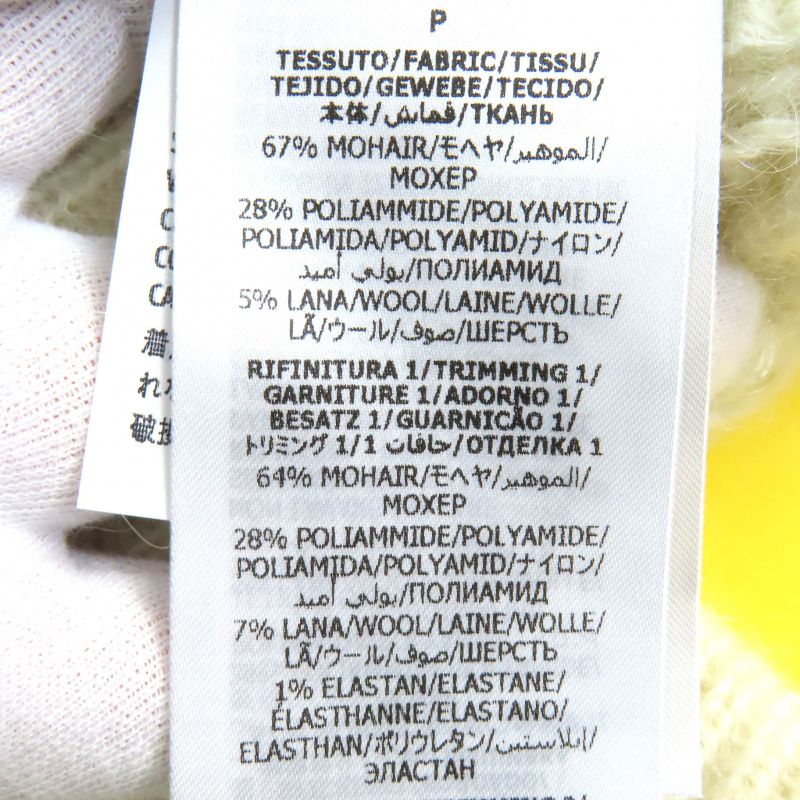 P
TESSUTO/FABRIC/TISSU/
TEJIDO/GEWEBE/TECIDO/
本体/قماش/ТКАНЬ
67% MOHAIR/モヘヤ/الموهير/
МОХЕР
28% POLIAMMIDE/POLYAMIDE/
POLIAMIDA/POLYAMID/ナイロン/
بولي أميد/ПОЛИАМИД
5% LANA/WOOL/LAINE/WOLLE/
LÃ/ウール/صوف/ШЕРСТЬ
RIFINITURA 1/TRIMMING 1/
GARNITURE 1/ADORNO 1/
BESATZ 1/GUARNICÃO 1/
トリミング 1/1 حافات/ОТДЕЛКА 1
64% MOHAIR/モヘヤ/الموهير/
МОХЕР
28% POLIAMMIDE/POLYAMIDE/
POLIAMIDA/POLYAMID/ナイロン/
بولي أميد/ПОЛИАМИД
7% LANA/WOOL/LAINE/WOLLE/
LÃ/ウール/صوف/ШЕРСТЬ
1% ELASTAN/ELASTANE/
ÉLASTHANNE/ELASTANO/
ELASTHAN/ポリウレタン/إيلاستين/
ЭЛАСТАН